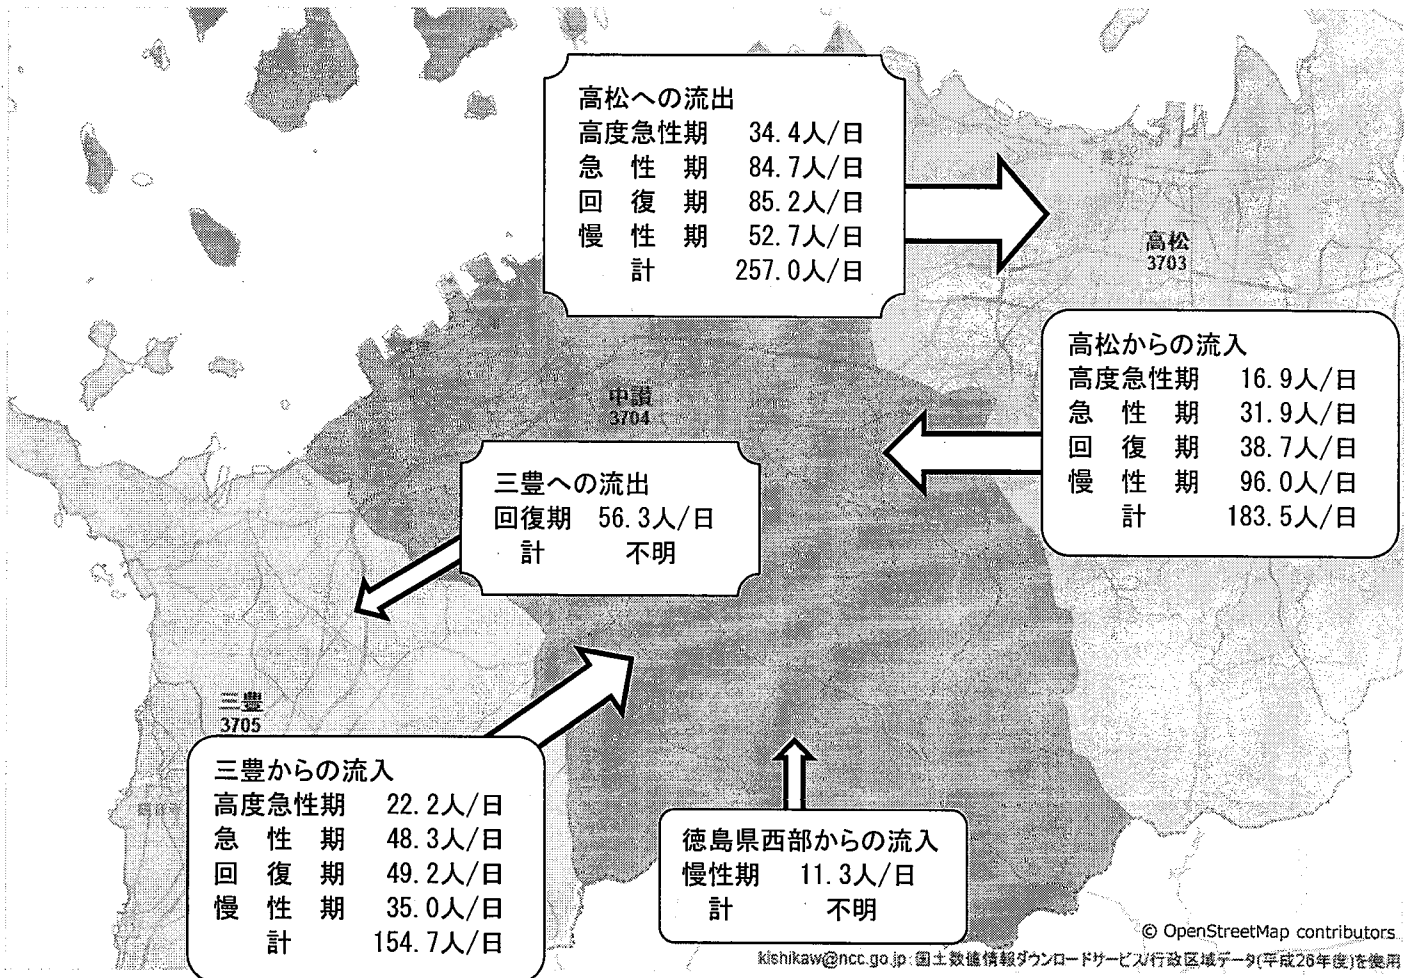 高松への流出
高度急性期 34.4人/日
急性期 84.7人/日
回復期 85.2人/日
慢性期 52.7人/日
計 257.0人/日
高松
3703
高松からの流入
高度急性期 16.9人/日
急性期 31.9人/日
回復期 38.7人/日
慢性期 96.0人/日
計 183.5人/日
中讃
3704
三豊への流出
回復期 56.3人/日
計 不明
三豊
3705
三豊からの流入
高度急性期 22.2人/日
急性期 48.3人/日
回復期 49.2人/日
慢性期 35.0人/日
計 154.7人/日
徳島県西部からの流入
慢性期 11.3人/日
計 不明
© OpenStreetMap contributors
kishikaw@ncc.go.jp:国土数値情報ダウンロードサービス/行政区域データ(平成26年度)を使用